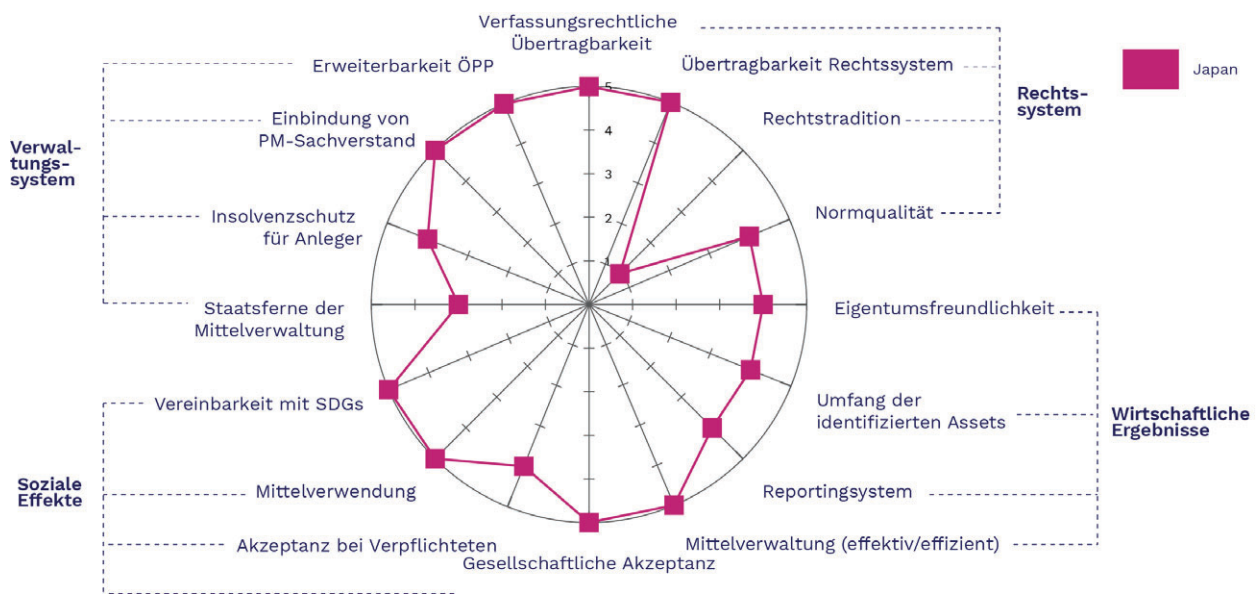 Verfassungsrechtliche
Übertragbarkeit
Erweiterbarkeit ÖPP
Übertragbarkeit Rechtssystem
Japan
Rechts-
system
Einbindung von
PM-Sachverstand
Rechtstradition
Verwal-
tungs-
system
Insolvenzschutz
für Anleger
Normqualität
Staatsferne der
Mittelverwaltung
Eigentumsfreundlichkeit
5
4
3
2
1
Vereinbarkeit mit SDGs
Umfang der
identifizierten Assets
Wirtschaftliche
Ergebnisse
Soziale
Effekte
Mittelverwendung
Reportingsystem
Akzeptanz bei Verpflichteten
Mittelverwaltung (effektiv/effizient)
Gesellschaftliche Akzeptanz